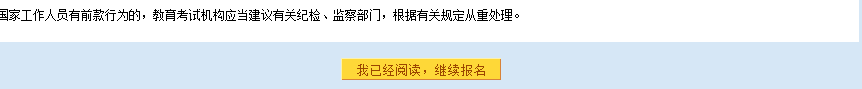 国家工作人员有前款行为的，教育考试机构应当建议有关纪检、监察部门，根据有关规定从重处理。
我已经阅读，继续报名